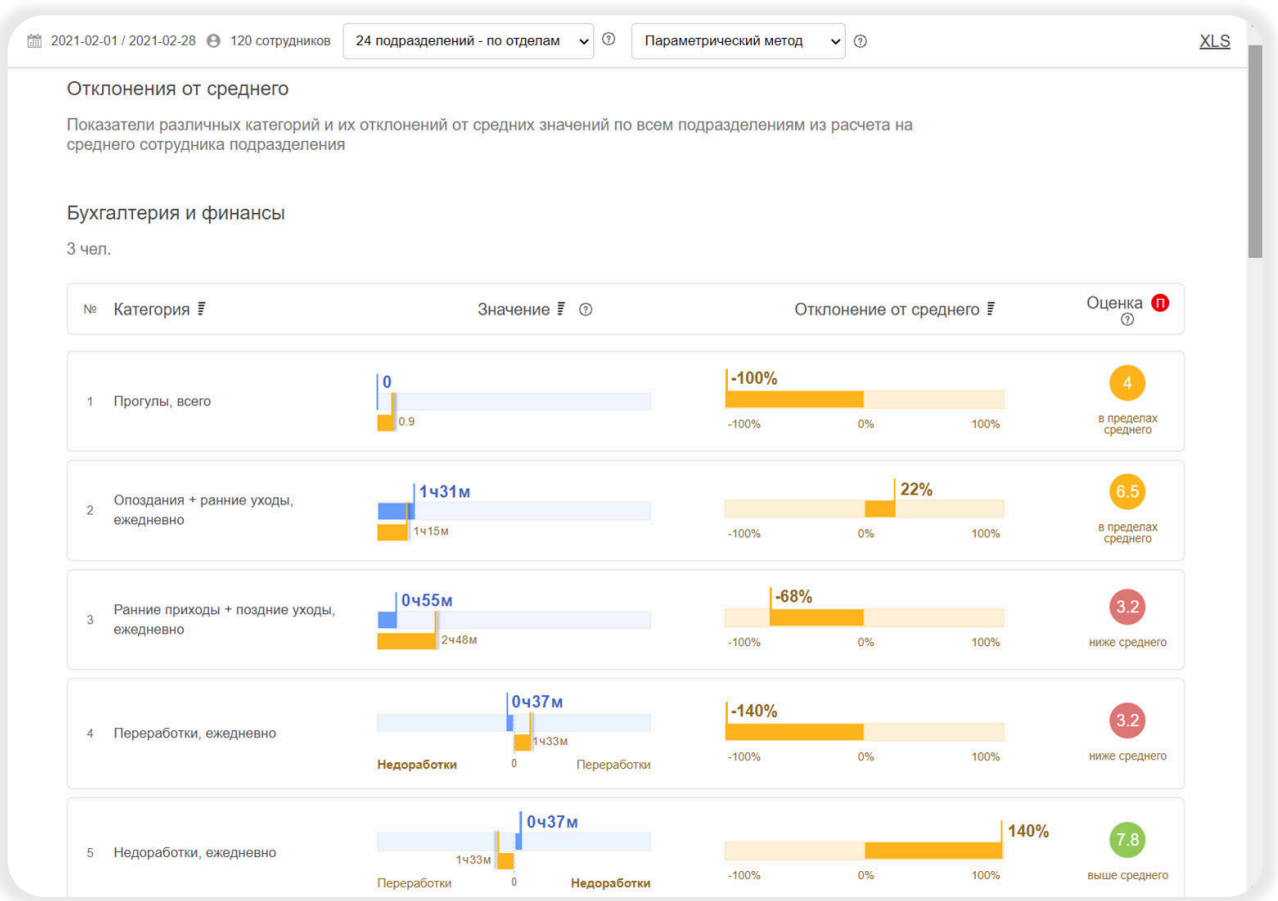 2021-02-01 / 2021-02-28 120 сотрудников 24 подразделений - по отделам ? Параметрический метод ? XLS
Отклонения от среднего
Показатели различных категорий и их отклонений от средних значений по всем подразделениям из расчета на
среднего сотрудника подразделения
Бухгалтерия и финансы
3 чел.
№ Категория Значение ? Отклонение от среднего Оценка П
?
0
-100%
1 Прогулы, всего
4
0.9
-100% 0% 100%
в пределах
среднего
1ч31м
22%
2 Опоздания + ранние уходы,
ежедневно
6.5
1ч15м
-100% 0% 100%
в пределах
среднего
0ч55м
-68%
3 Ранние приходы + поздние уходы,
ежедневно
3.2
2ч48м
-100% 0% 100%
ниже среднего
0ч37м
-140%
4 Переработки, ежедневно
3.2
1ч33м
Недоработки 0 Переработки
-100% 0% 100%
ниже среднего
0ч37м
140%
5 Недоработки, ежедневно
7.8
1ч33м
Переработки 0 Недоработки
-100% 0% 100%
выше среднего